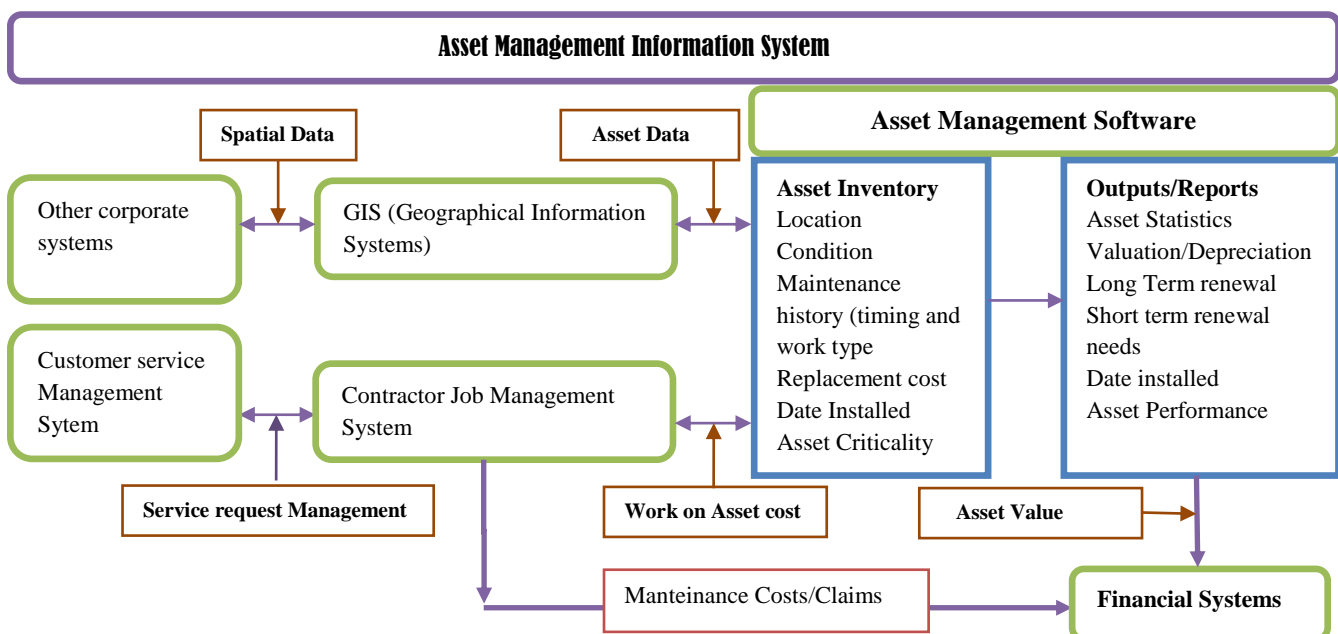 Asset Management Information System
Asset Management Software
Spatial Data
Asset Data
Other corporate
systems
GIS (Geographical Information
Systems)
Asset Inventory
Location
Condition
Maintenance
history (timing and
work type
Replacement cost
Date Installed
Asset Criticality
Outputs/Reports
Asset Statistics
Valuation/Depreciation
Long Term renewal
Short term renewal
needs
Date installed
Asset Performance
Customer service
Management
Sytem
Contractor Job Management
System
Service request Management
Work on Asset cost
Asset Value
Manteinance Costs/Claims
Financial Systems